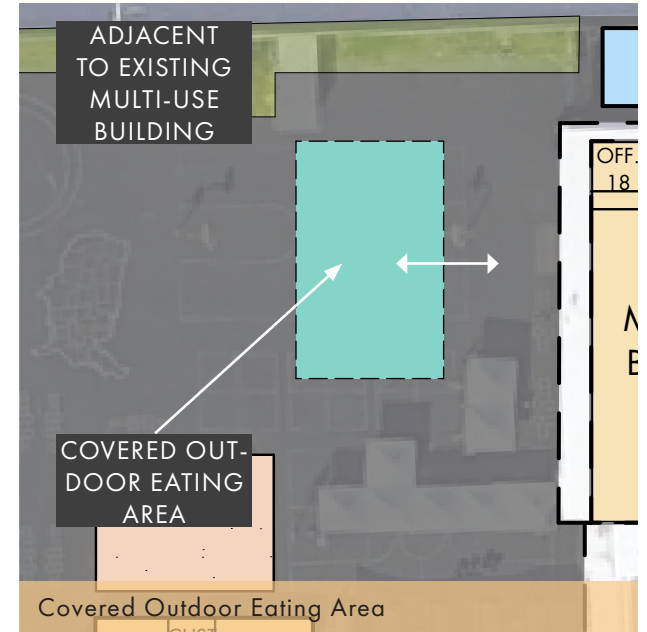 ADJACENT
TO EXISTING
MULTI-USE
BUILDING
OFF.
18
COVERED OUT-
DOOR EATING
AREA
Covered Outdoor Eating Area